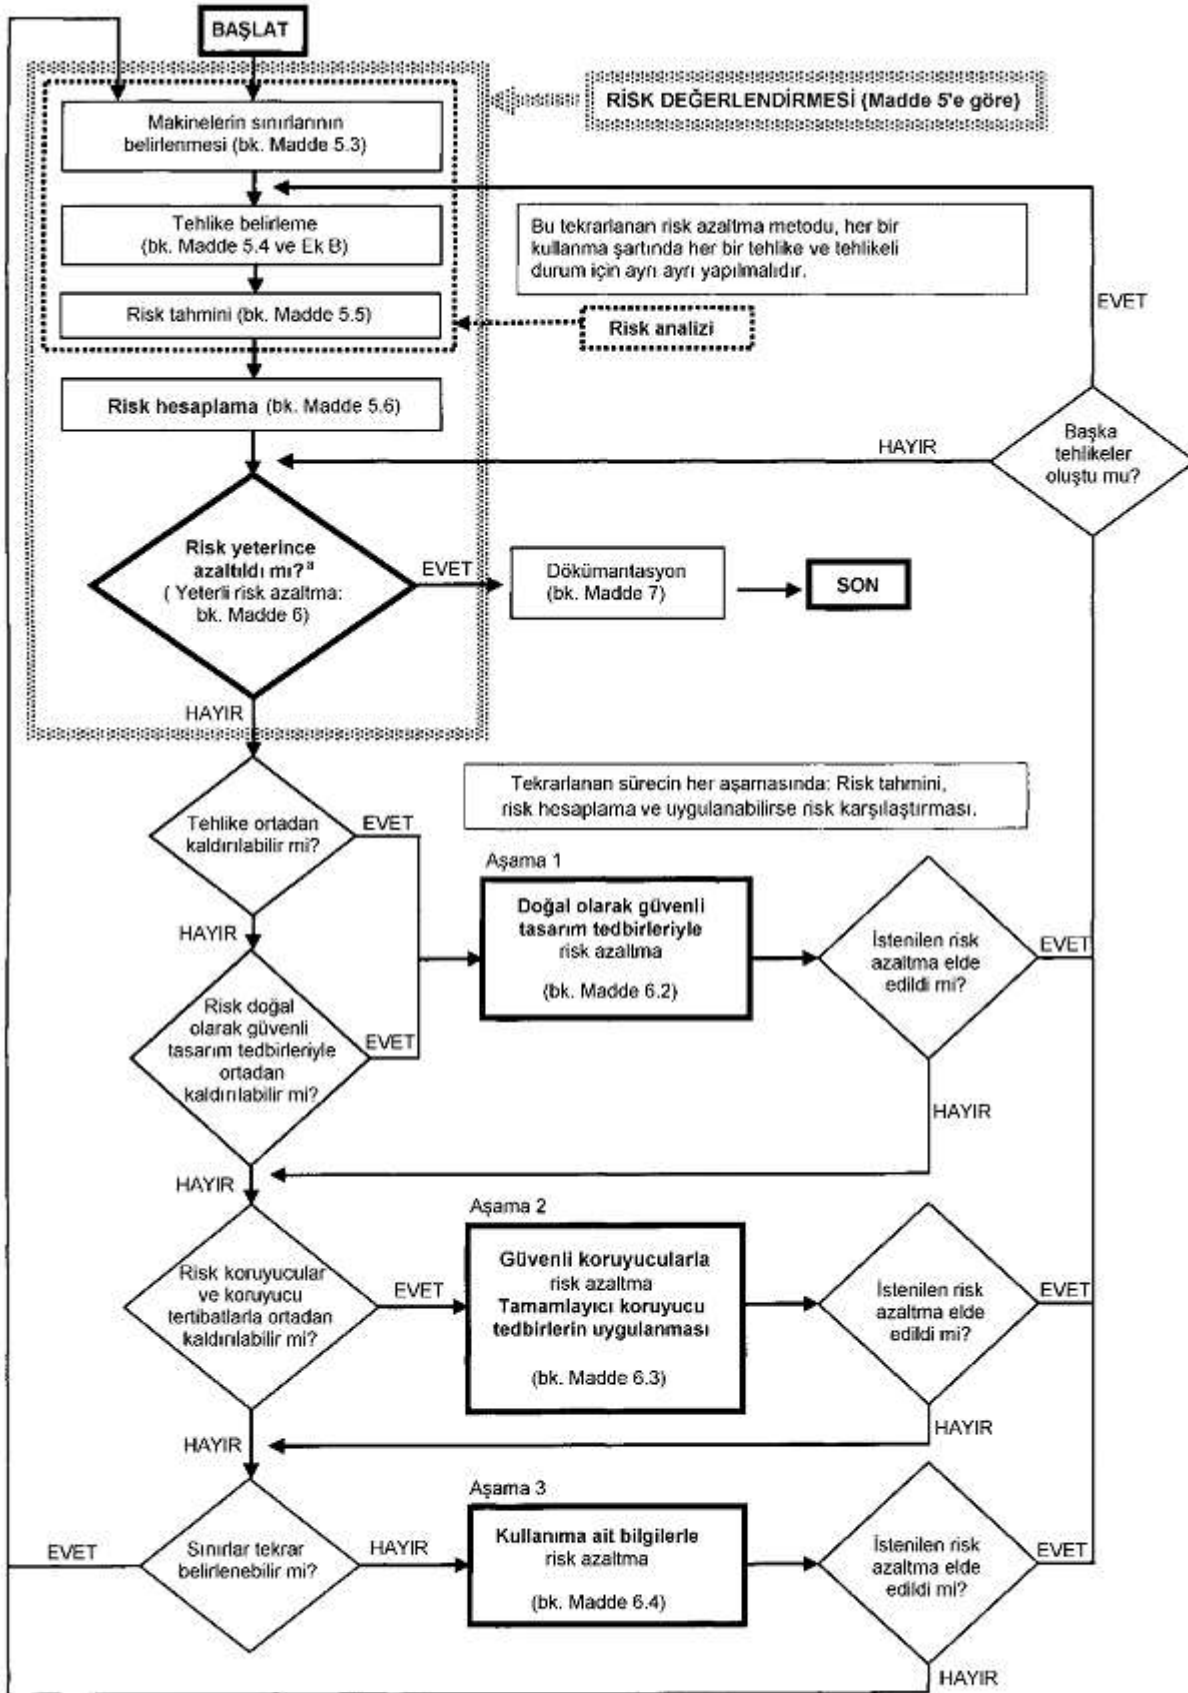 BAŞLAT
RİSK DEĞERLENDİRMESİ (Madde 5'e göre)
Makinelerin sınırlarının
belirlenmesi (bk. Madde 5.3)
Tehlike belirleme
(bk. Madde 5.4 ve Ek B)
Bu tekrarlanan risk azaltma metodu, her bir
kullanma şartında her bir tehlike ve tehlikeli
durum için ayrı ayrı yapılmalıdır.
EVET
Risk tahmini (bk. Madde 5.5)
Risk analizi
Risk hesaplama (bk. Madde 5.6)
HAYIR
Başka
tehlikeler
oluştu mu?
Risk yeterince
azaltıldı mı?ª
( Yeterli risk azaltma:
bk. Madde 6)
EVET
Dökümantasyon
(bk. Madde 7)
SON
HAYIR
Tekrarlanan sürecin her aşamasında: Risk tahmini,
risk hesaplama ve uygulanabilirse risk karşılaştırması.
Tehlike ortadan
kaldırılabilir mi?
EVET
Aşama 1
Doğal olarak güvenli
tasarım tedbirleriyle
risk azaltma
(bk. Madde 6.2)
İstenilen risk
azaltma elde
edildi mi?
EVET
HAYIR
Risk doğal
olarak güvenli
tasarım tedbirleriyle
ortadan
kaldırılabilir mi?
EVET
HAYIR
HAYIR
Aşama 2
Risk koruyucular
ve koruyucu
tertibatlarla ortadan
kaldırılabilir mi?
EVET
Güvenli koruyucularla
risk azaltma
Tamamlayıcı koruyucu
tedbirlerin uygulanması
(bk. Madde 6.3)
İstenilen risk
azaltma elde
edildi mi?
EVET
HAYIR
HAYIR
Aşama 3
EVET
Sınırlar tekrar
belirlenebilir mi?
HAYIR
Kullanıma ait bilgilerle
risk azaltma
(bk. Madde 6.4)
İstenilen risk
azaltma elde
edildi mi?
EVET
HAYIR